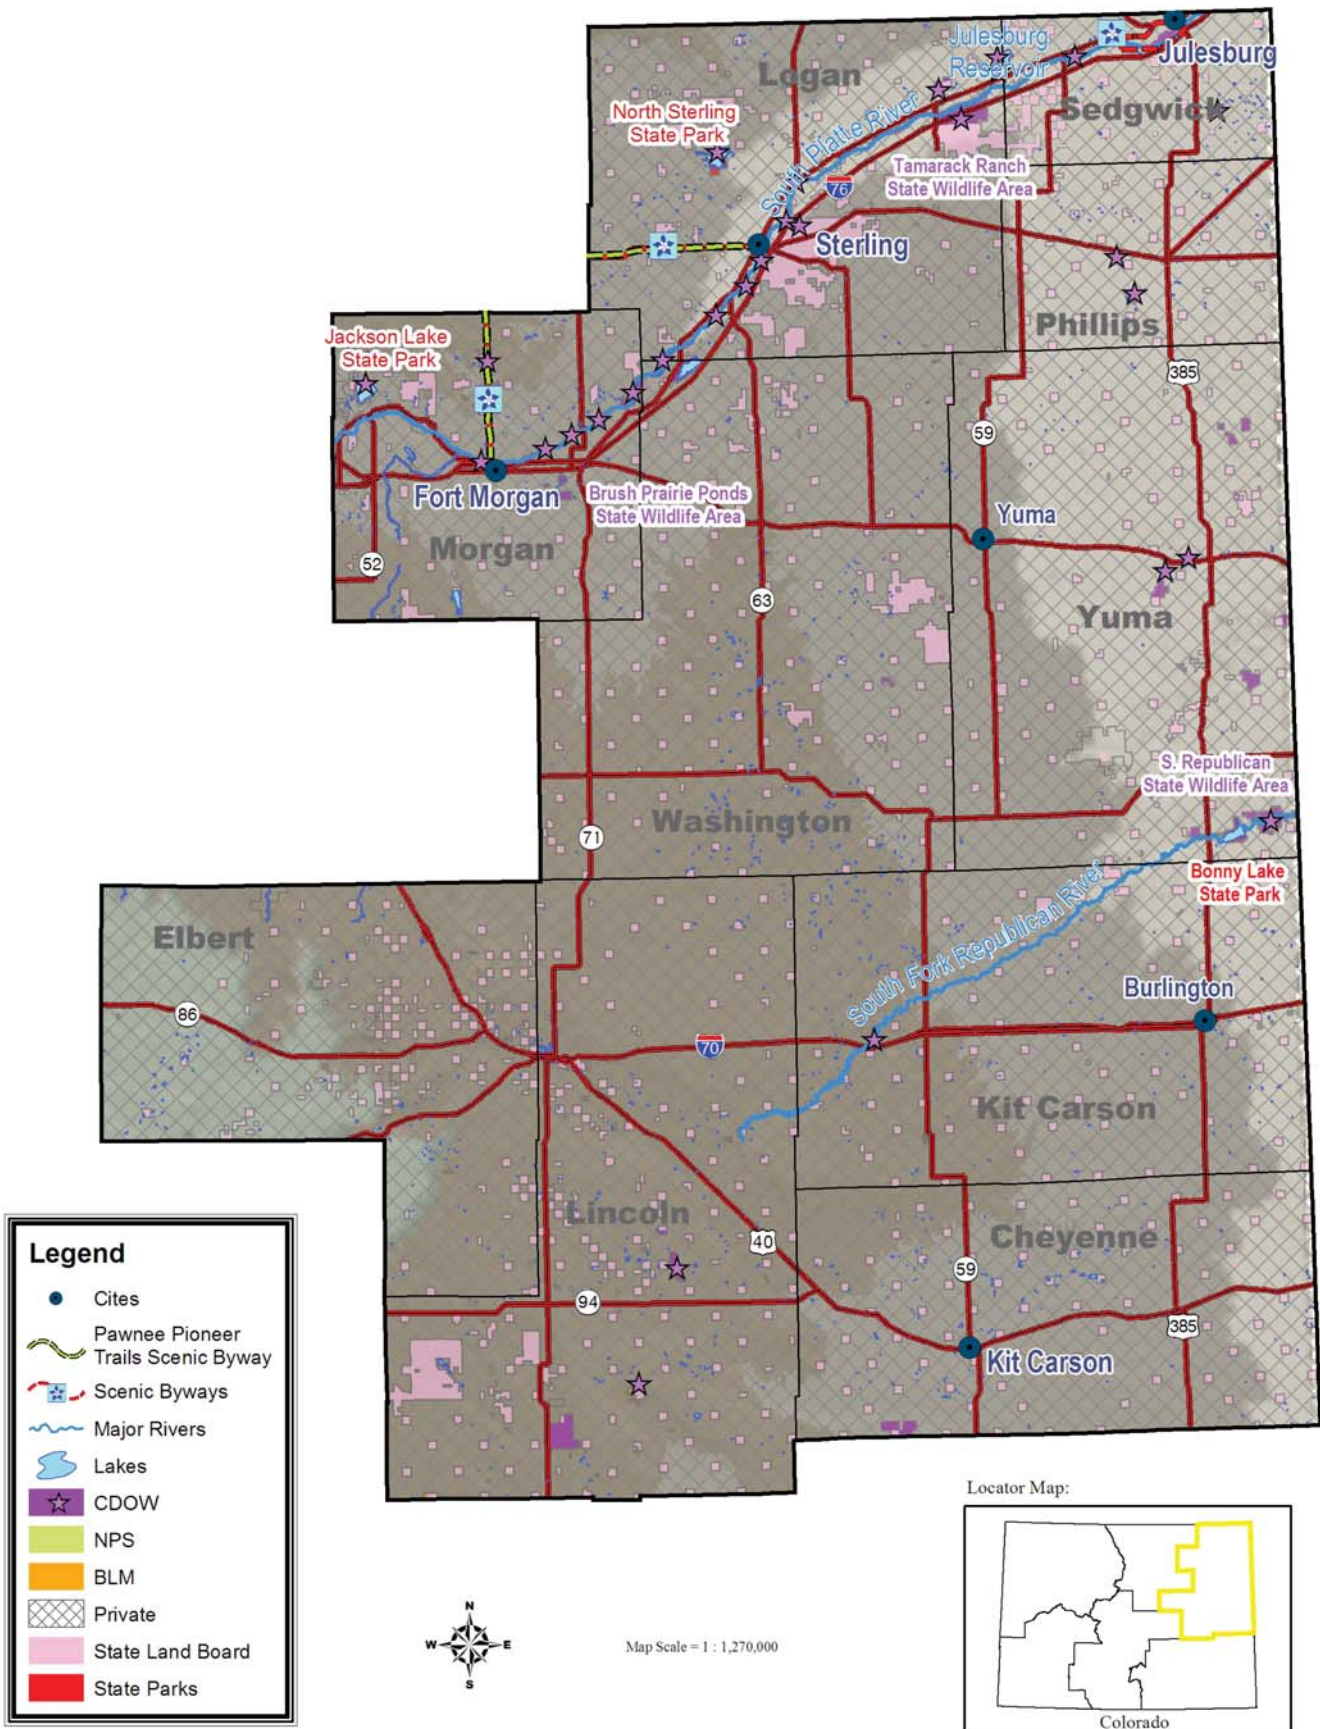 Julesburg
Reservoir
Julesburg
Logan
Sedgwick
North Sterling
State Park
South Platte River
Tamarack Ranch
State Wildlife Area
76
Sterling
Phillips
Jackson Lake
State Park
385
59
Fort Morgan
Brush Prairie Ponds
State Wildlife Area
Yuma
Morgan
52
63
Yuma
S. Republican
State Wildlife Area
Washington
71
Bonny Lake
State Park
Elbert
South Fork Republican River
Burlington
86
70
Kit Carson
Lincoln
40
Cheyenne
59
94
385
Kit Carson
Legend
Cites
Pawnee Pioneer
Trails Scenic Byway
Scenic Byways
Major Rivers
Lakes
CDOW
NPS
BLM
Private
State Land Board
State Parks
N
W
E
S
Map Scale = 1 : 1,270,000
Locator Map:
Colorado